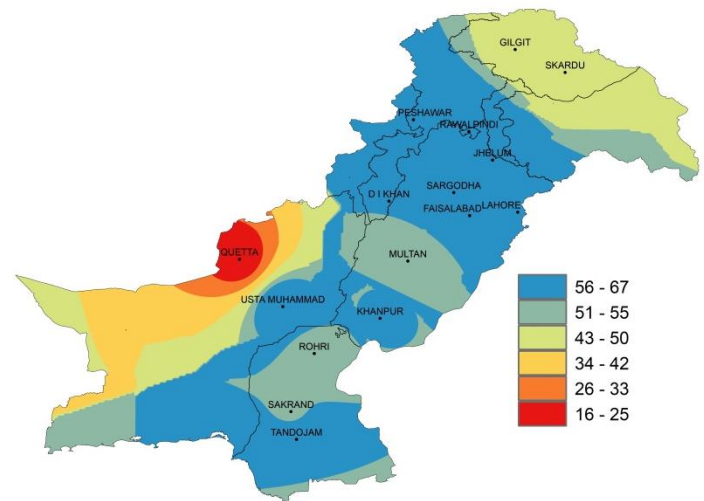 GILGIT
SKARDU
PESHAWAR
RAWALPINDI
JHELUM
D I KHAN
SARGODHA
FAISALABAD
LAHORE
QUETTA
MULTAN
USTA MUHAMMAD
KHANPUR
ROHRI
SAKRAND
TANDOJAM
56 - 67
51 - 55
43 - 50
34 - 42
26 - 33
16 - 25